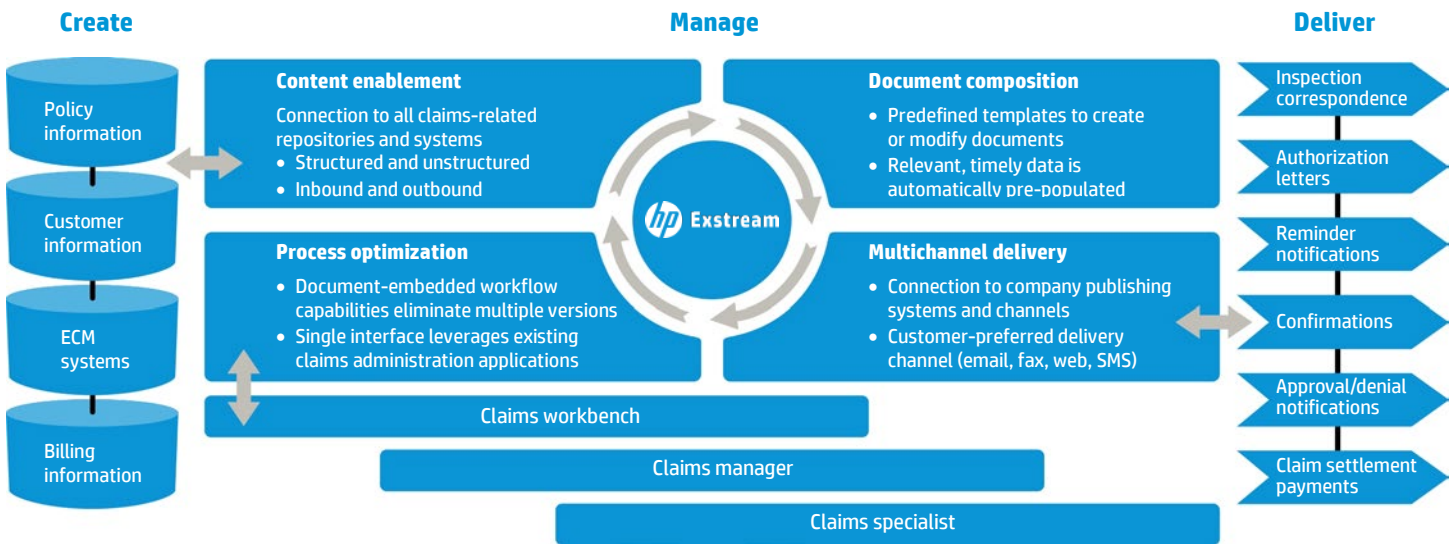 Create
Manage
Deliver
Policy
information
Customer
information
ECM
systems
Billing
information
Content enablement
Connection to all claims-related
repositories and systems
• Structured and unstructured
• Inbound and outbound
Document composition
• Predefined templates to create
or modify documents
• Relevant, timely data is
automatically pre-populated
hp Exstream
Process optimization
• Document-embedded workflow
capabilities eliminate multiple versions
• Single interface leverages existing
claims administration applications
Multichannel delivery
• Connection to company publishing
systems and channels
• Customer-preferred delivery
channel (email, fax, web, SMS)
Claims workbench
Claims manager
Claims specialist
Inspection
correspondence
Authorization
letters
Reminder
notifications
Confirmations
Approval/denial
notifications
Claim settlement
payments